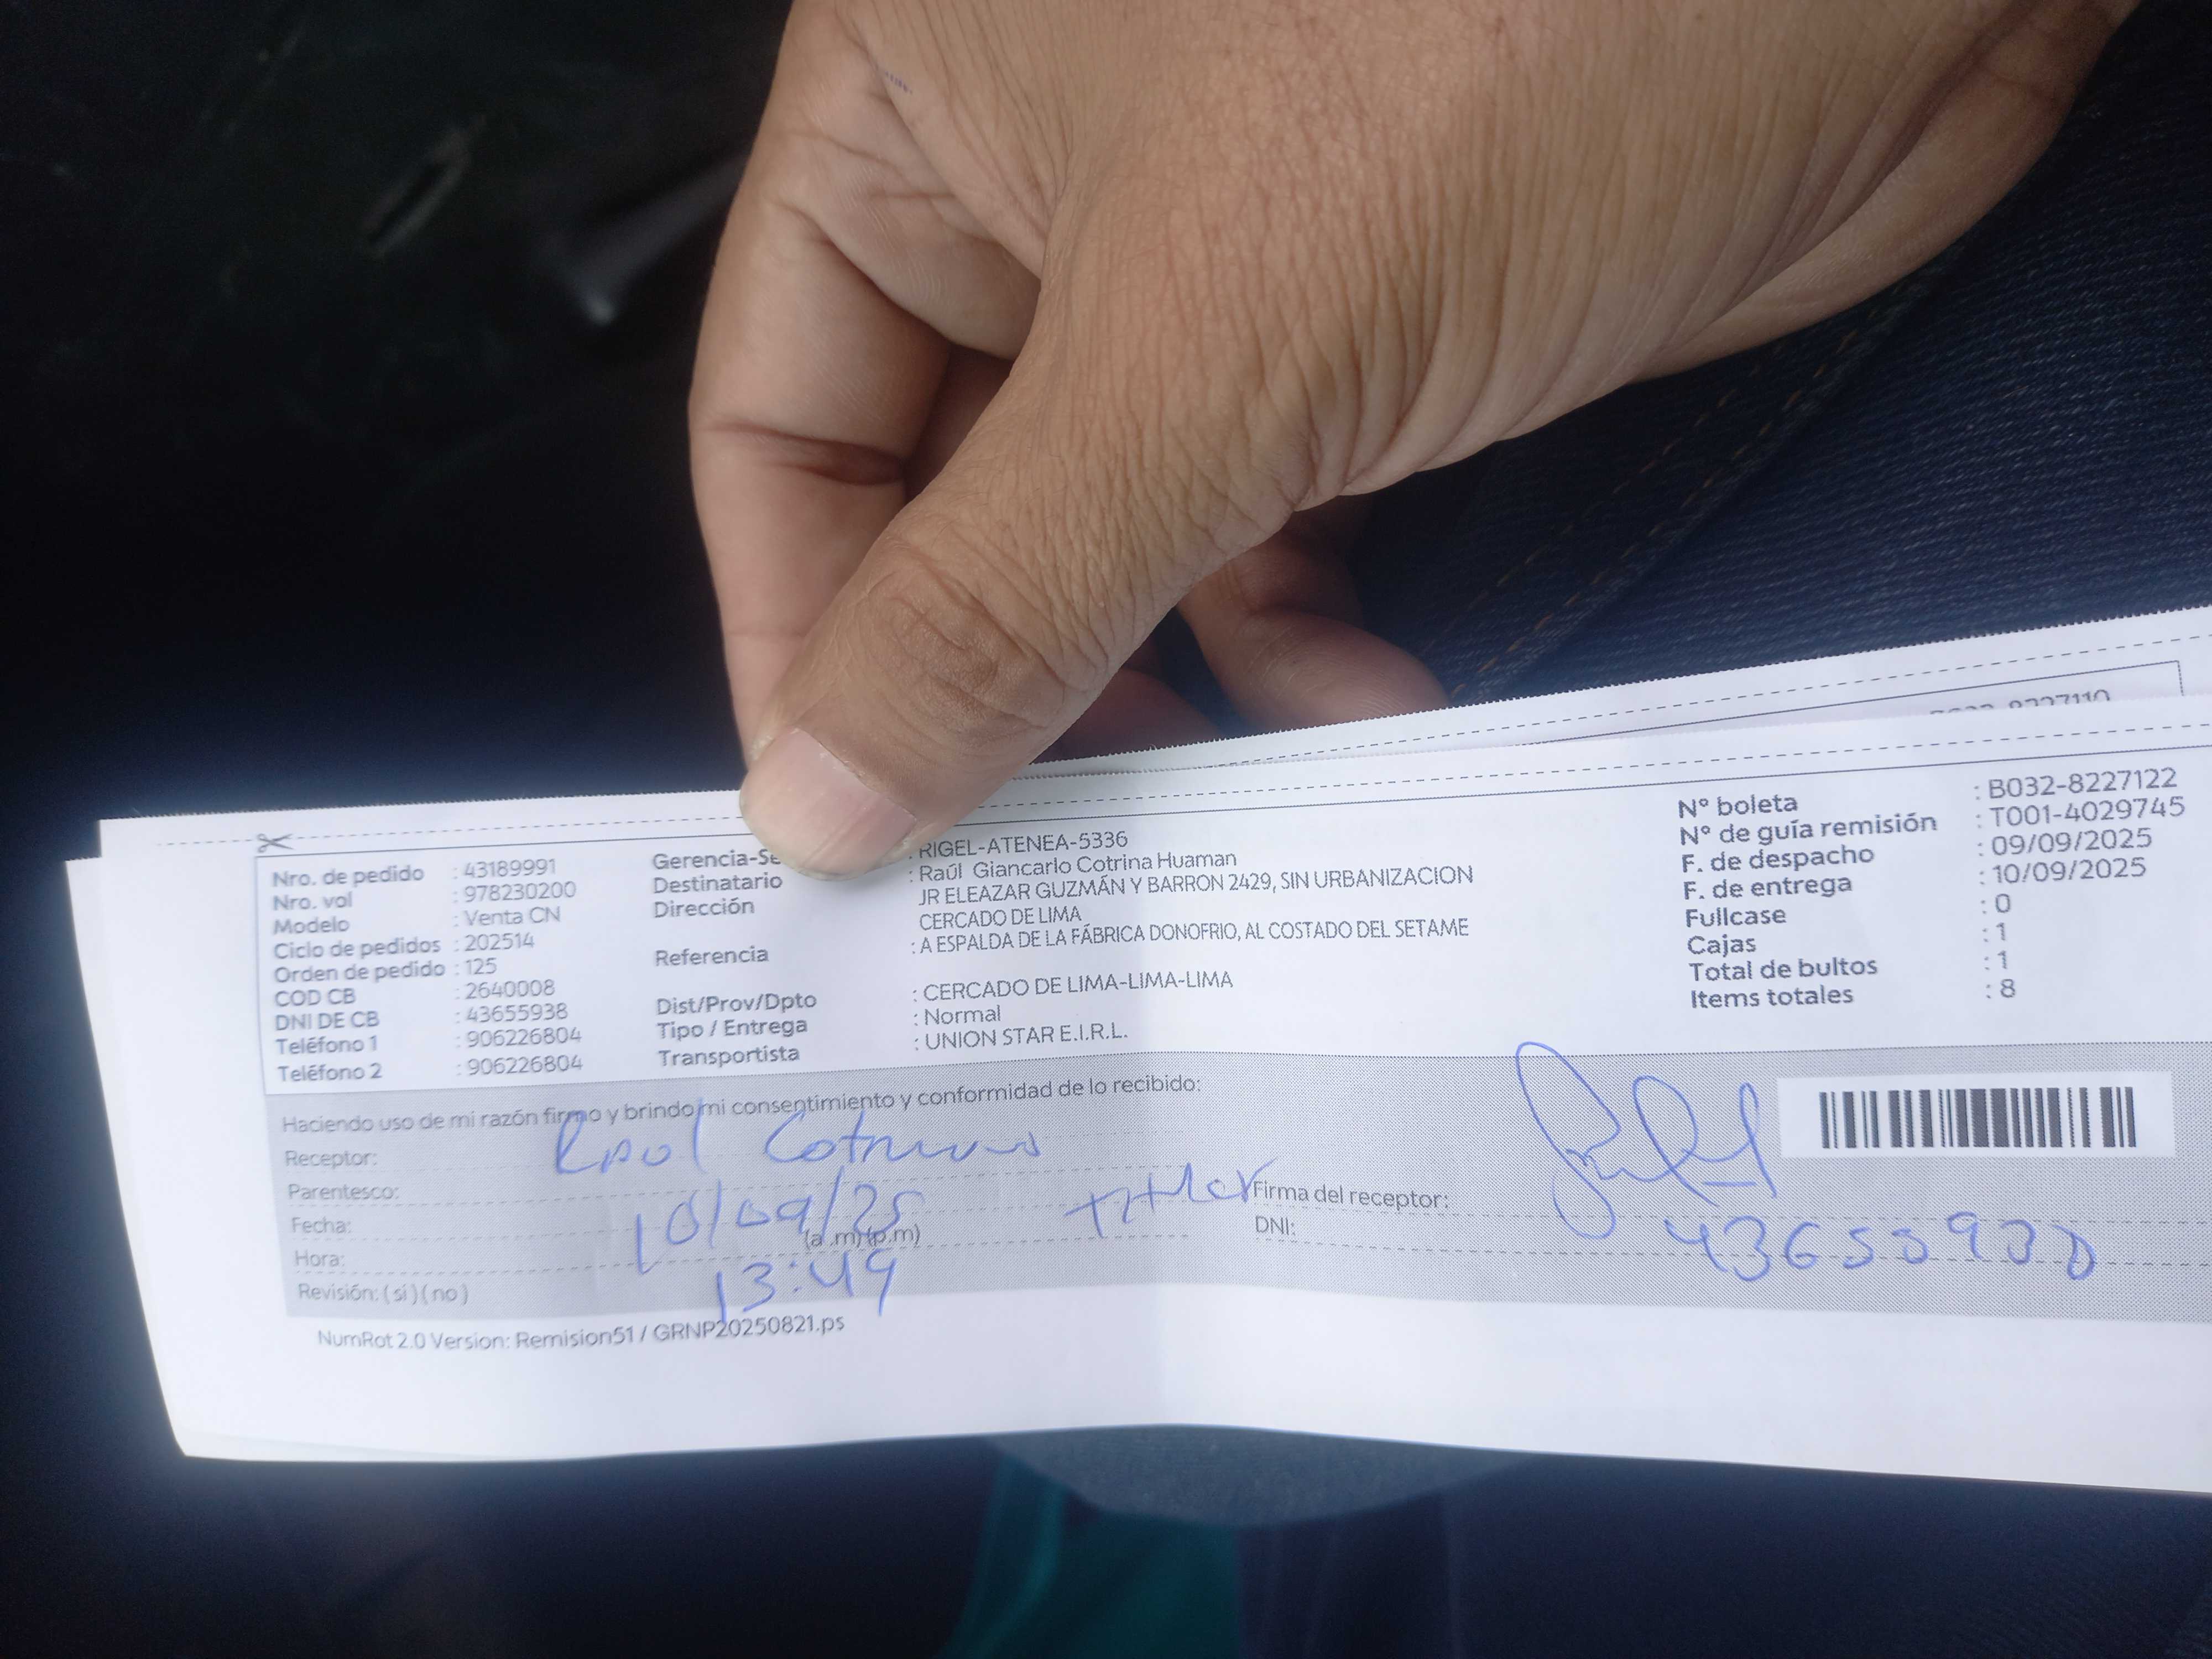 8227110
Nro. de pedido : 43189991
Nro. vol : 978230200
Modelo : Venta CN
Ciclo de pedidos : 202514
Orden de pedido : 125
COD CB : 2640008
DNI DE CB : 43655938
Teléfono 1 : 906226804
Teléfono 2 : 906226804
Gerencia-Se : RIGEL-ATENEA-5336
Destinatario : Raúl Giancarlo Cotrina Huaman
Dirección JR ELEAZAR GUZMÁN Y BARRON 2429, SIN URBANIZACION
CERCADO DE LIMA
Referencia : A ESPALDA DE LA FÁBRICA DONOFRIO, AL COSTADO DEL SETAME
Dist/Prov/Dpto : CERCADO DE LIMA-LIMA-LIMA
Tipo / Entrega : Normal
Transportista : UNION STAR E.I.R.L.
N° boleta : B032-8227122
N° de guía remisión : T001-4029745
F. de despacho : 09/09/2025
F. de entrega : 10/09/2025
Fullcase : 0
Cajas : 1
Total de bultos : 1
Items totales : 8
Haciendo uso de mi razón firmo y brindo mi consentimiento y conformidad de lo recibido:
Receptor:
Parentesco:
Fecha: 10/09/25
Hora: (a .m) (p.m) 13:49
Revisión: ( si ) ( no )
Firma del receptor:
DNI: 43655938
NumRot 2.0 Version: Remision51 / GRNP20250821.ps